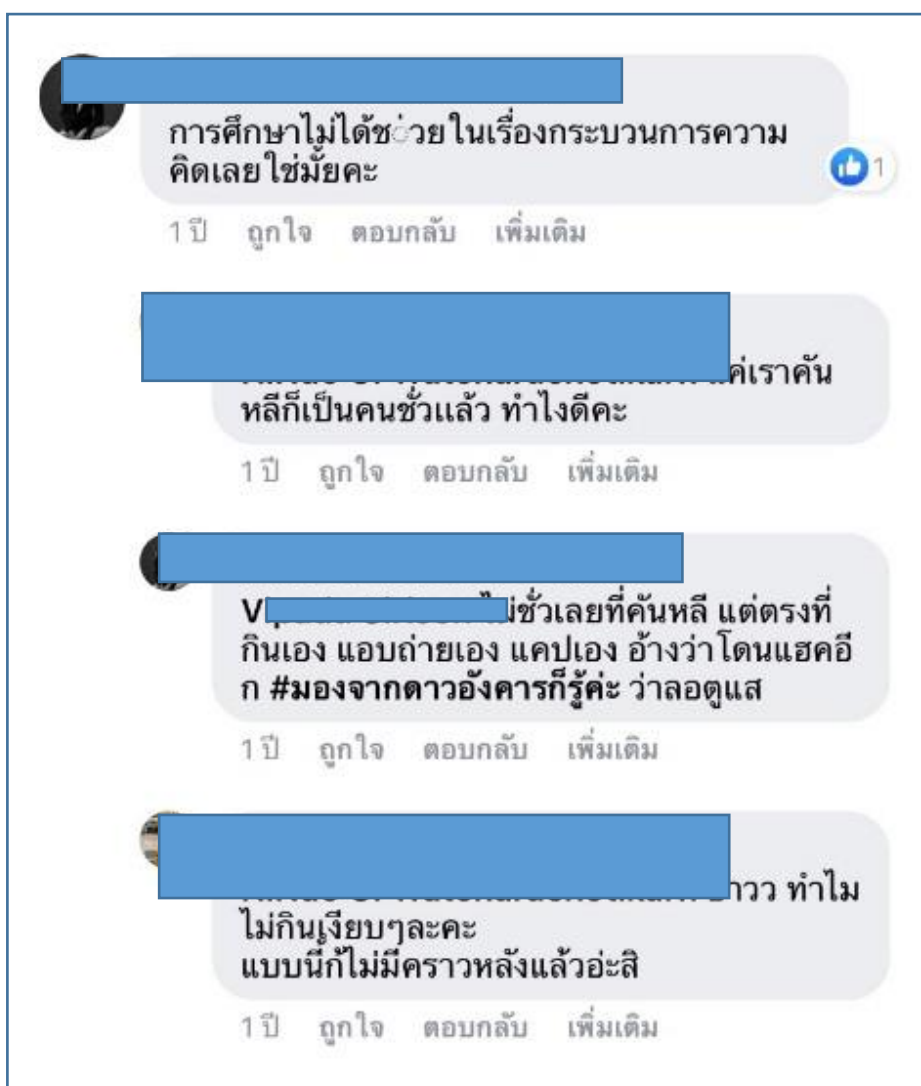 การศึกษาไม่ได้ช่วยในเรื่องกระบวนการความ
คิดเลยใช่มั้ยคะ
1
1 ปี ถูกใจ ตอบกลับ เพิ่มเติม
แค่เราคัน
หลีก็เป็นคนชั่วแล้ว ทำไงดีคะ
1 ปี ถูกใจ ตอบกลับ เพิ่มเติม
ไม่ชั่วเลยที่คันหลี แต่ตรงที่
กินเอง แอบถ่ายเอง แคปเอง อ้างว่าโดนแฮคอี
ก #มองจากดาวอังคารก็รู้ค่ะ ว่าลอตูแส
1 ปี ถูกใจ ตอบกลับ เพิ่มเติม
ทำไม
ไม่กินเงียบๆละคะ
แบบนี้ก้ไม่มีคราวหลังแล้วอ่ะสิ
1 ปี ถูกใจ ตอบกลับ เพิ่มเติม